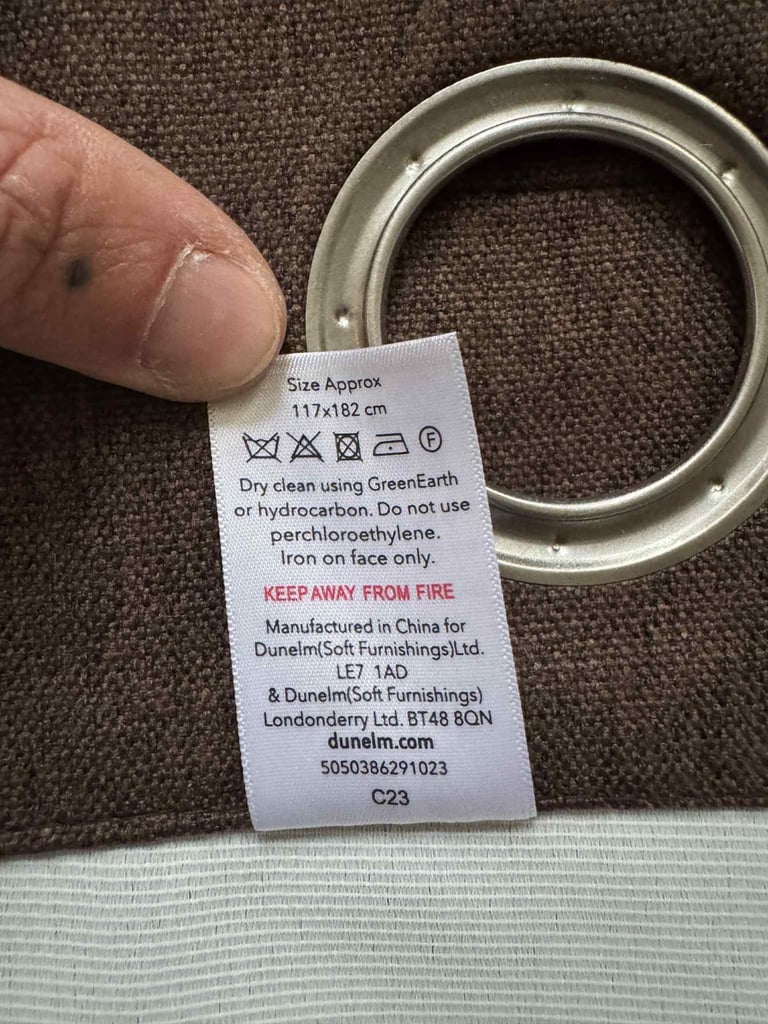 Size Approx
117x182 cm
F
Dry clean using GreenEarth
or hydrocarbon. Do not use
perchloroethylene.
Iron on face only.
KEEP AWAY FROM FIRE
Manufactured in China for
Dunelm(Soft Furnishings)Ltd.
LE7 1AD
& Dunelm(Soft Furnishings)
Londonderry Ltd. BT48 8QN
dunelm.com
5050386291023
C23